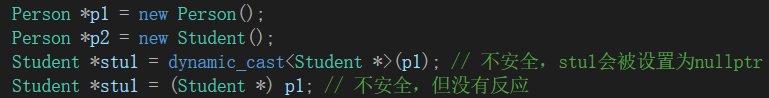 Person *p1 = new Person();
Person *p2 = new Student();
Student *stu1 = dynamic_cast<Student *>(p1); // 不安全，stu1会被设置为nullptr
Student *stu1 = (Student *) p1; // 不安全，但没有反应